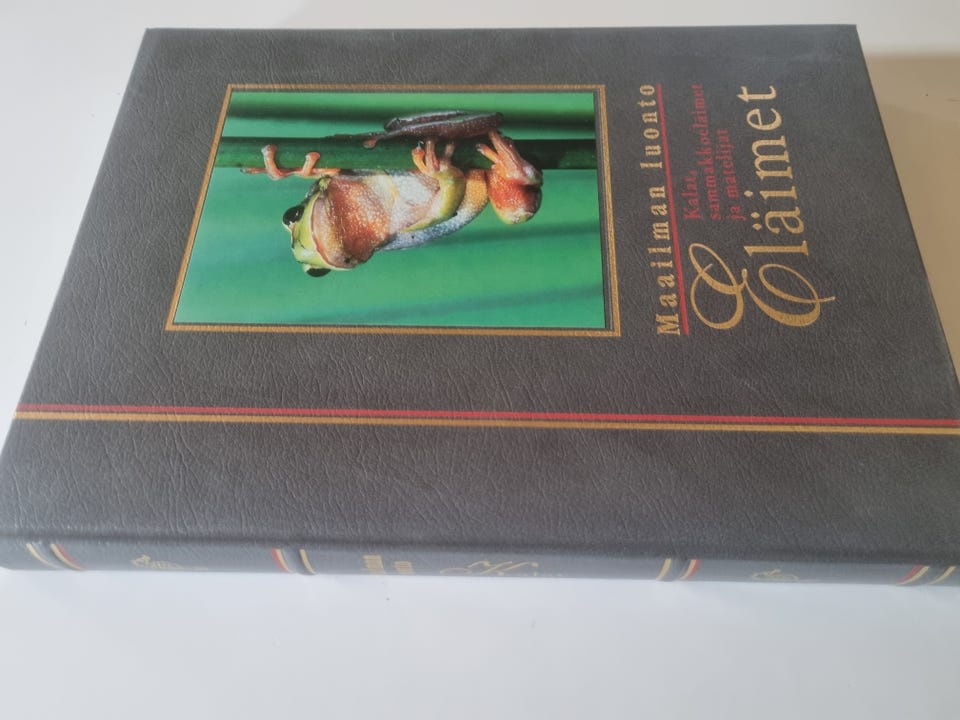 Maailman luonto
Kalat,
sammakkoeläimet
ja matelijat
Eläimet